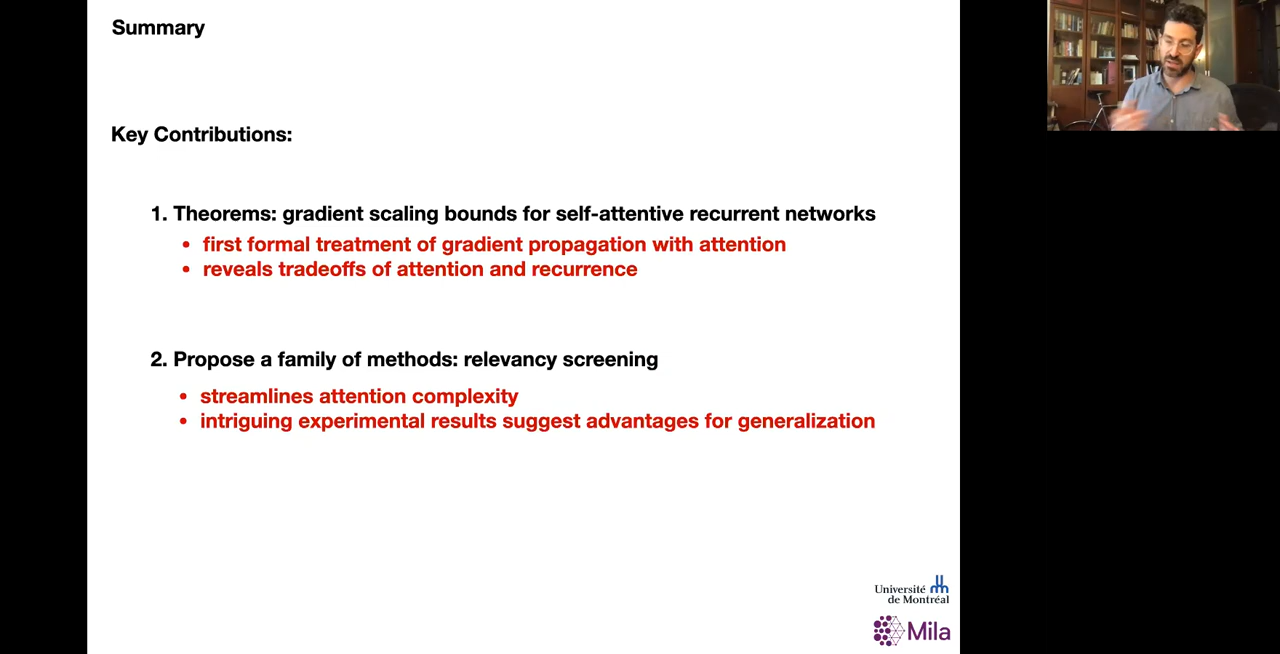 Summary
Key Contributions:
1. Theorems: gradient scaling bounds for self-attentive recurrent networks
• first formal treatment of gradient propagation with attention
• reveals tradeoffs of attention and recurrence
2. Propose a family of methods: relevancy screening
• streamlines attention complexity
• intriguing experimental results suggest advantages for generalization
Université
de Montréal
Mila